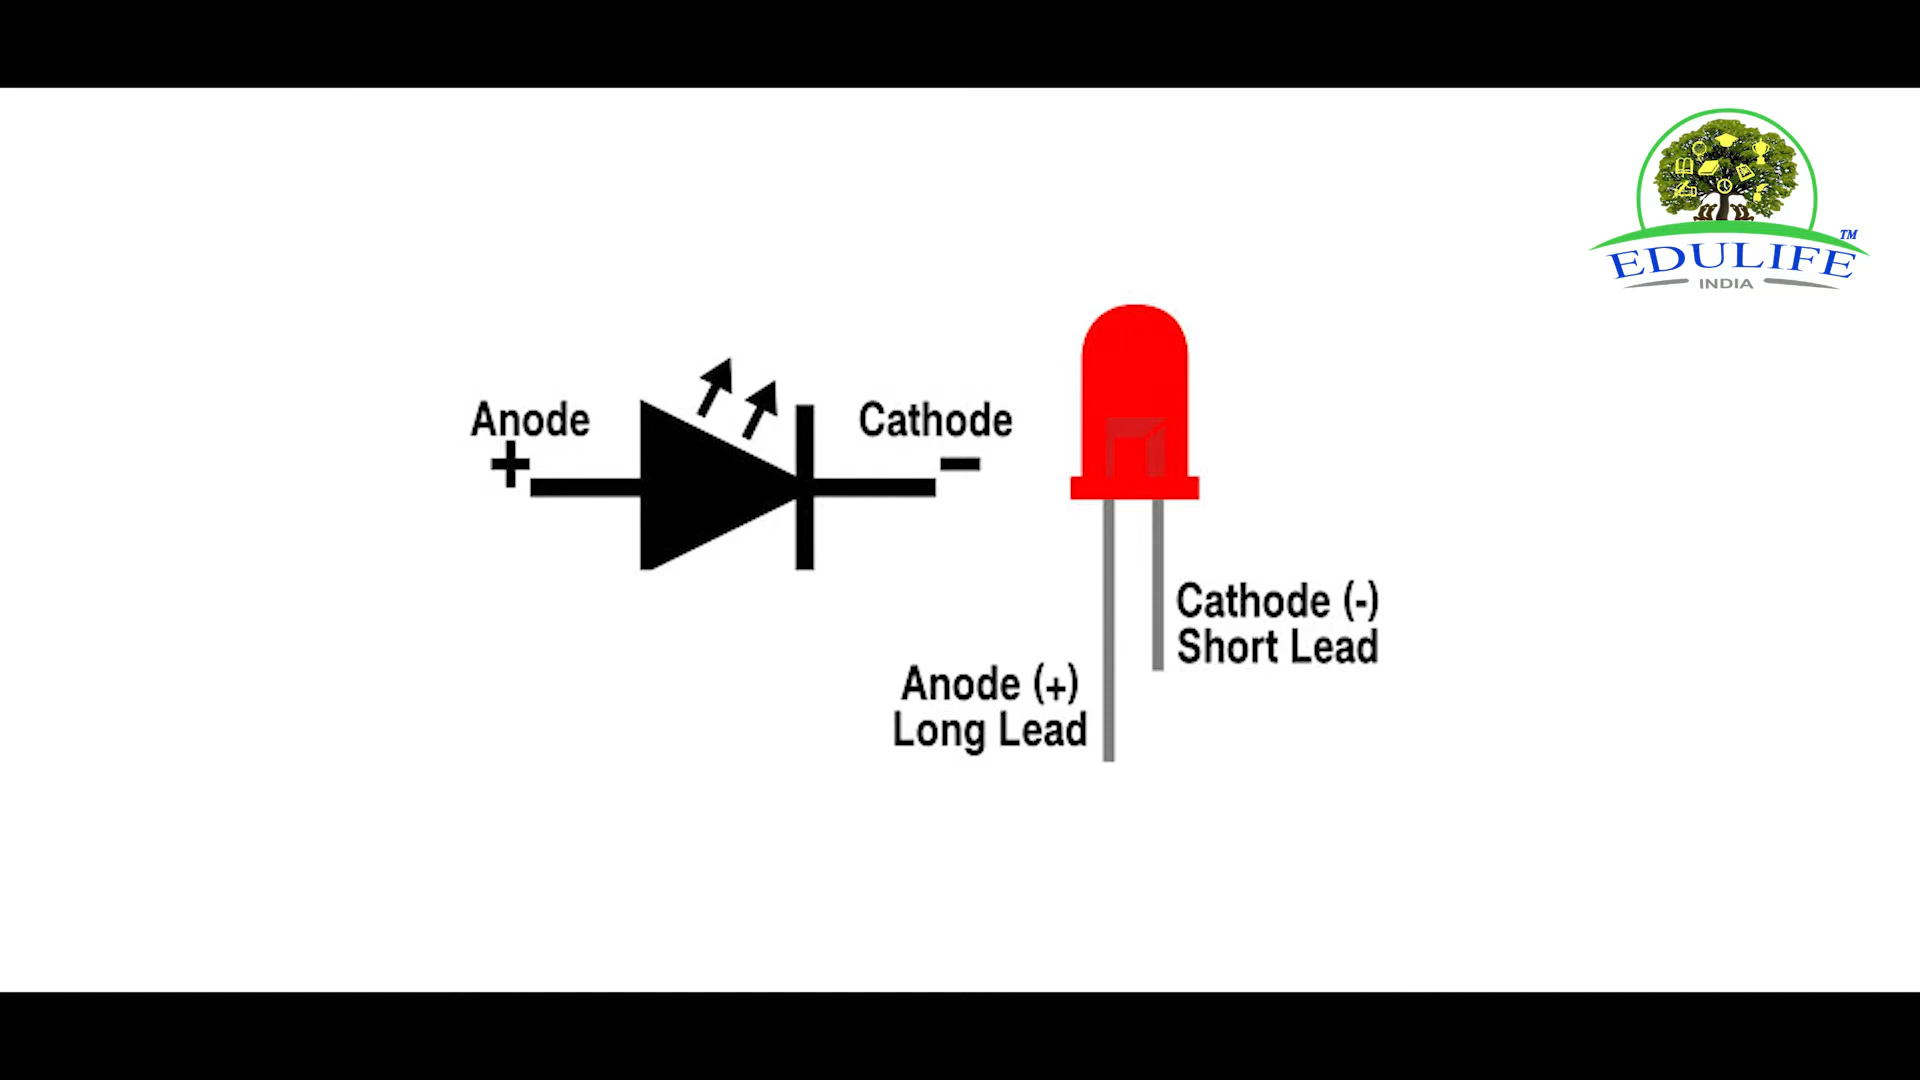 EDULIFE TM
INDIA
Anode
+
Cathode
-
Cathode (-)
Short Lead
Anode (+)
Long Lead